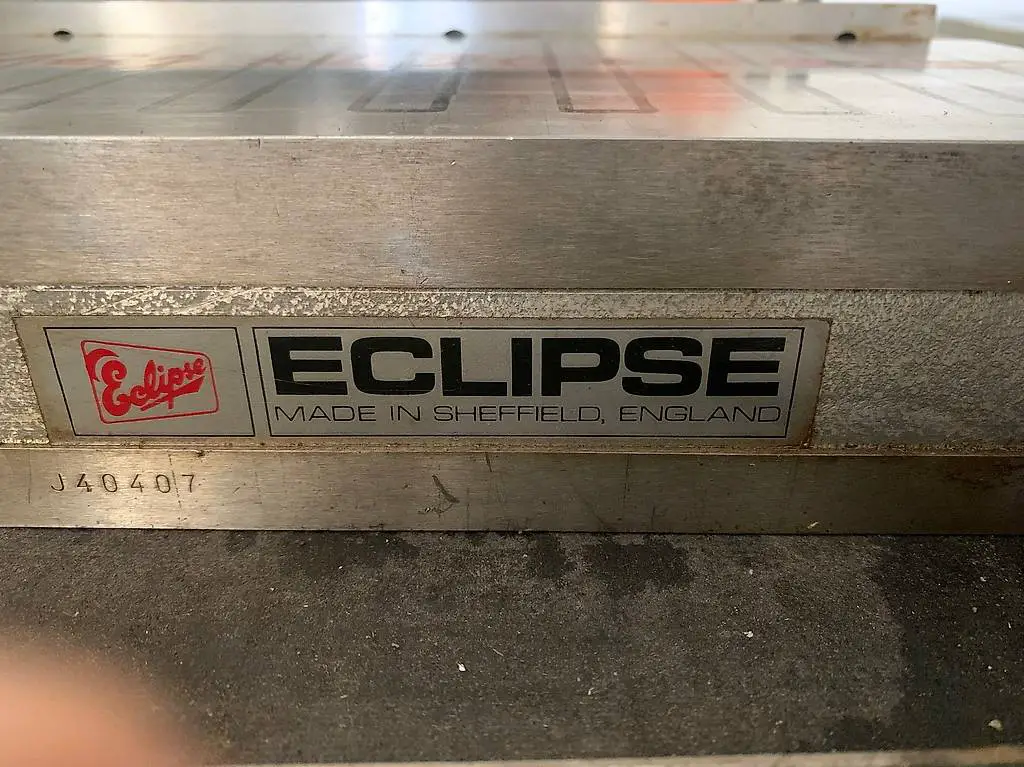 Eclipse
ECLIPSE
MADE IN SHEFFIELD, ENGLAND
J40407